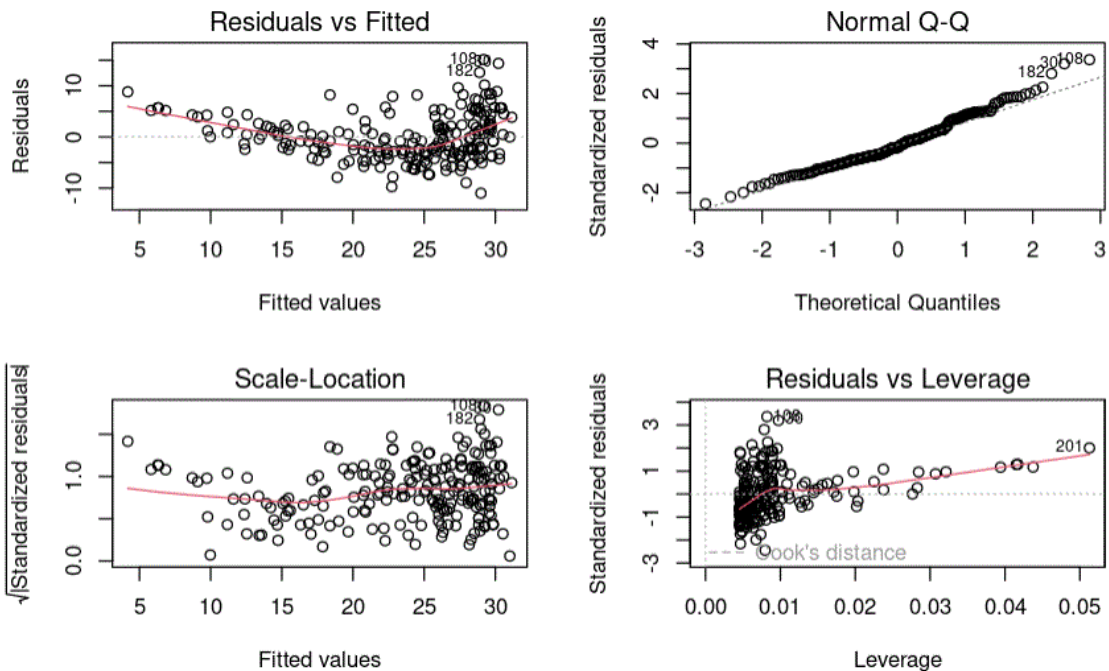 Residuals vs Fitted
Residuals
10
0
-10
108
30
182
5 10 15 20 25 30
Fitted values
Normal Q-Q
Standardized residuals
4
2
0
-2
30 108
182
-3 -2 -1 0 1 2 3
Theoretical Quantiles
Scale-Location
√|Standardized residuals|
1.0
0.0
108
182
5 10 15 20 25 30
Fitted values
Residuals vs Leverage
Standardized residuals
3
1
-1
-3
108
30
201
Cook's distance
0.00 0.01 0.02 0.03 0.04 0.05
Leverage